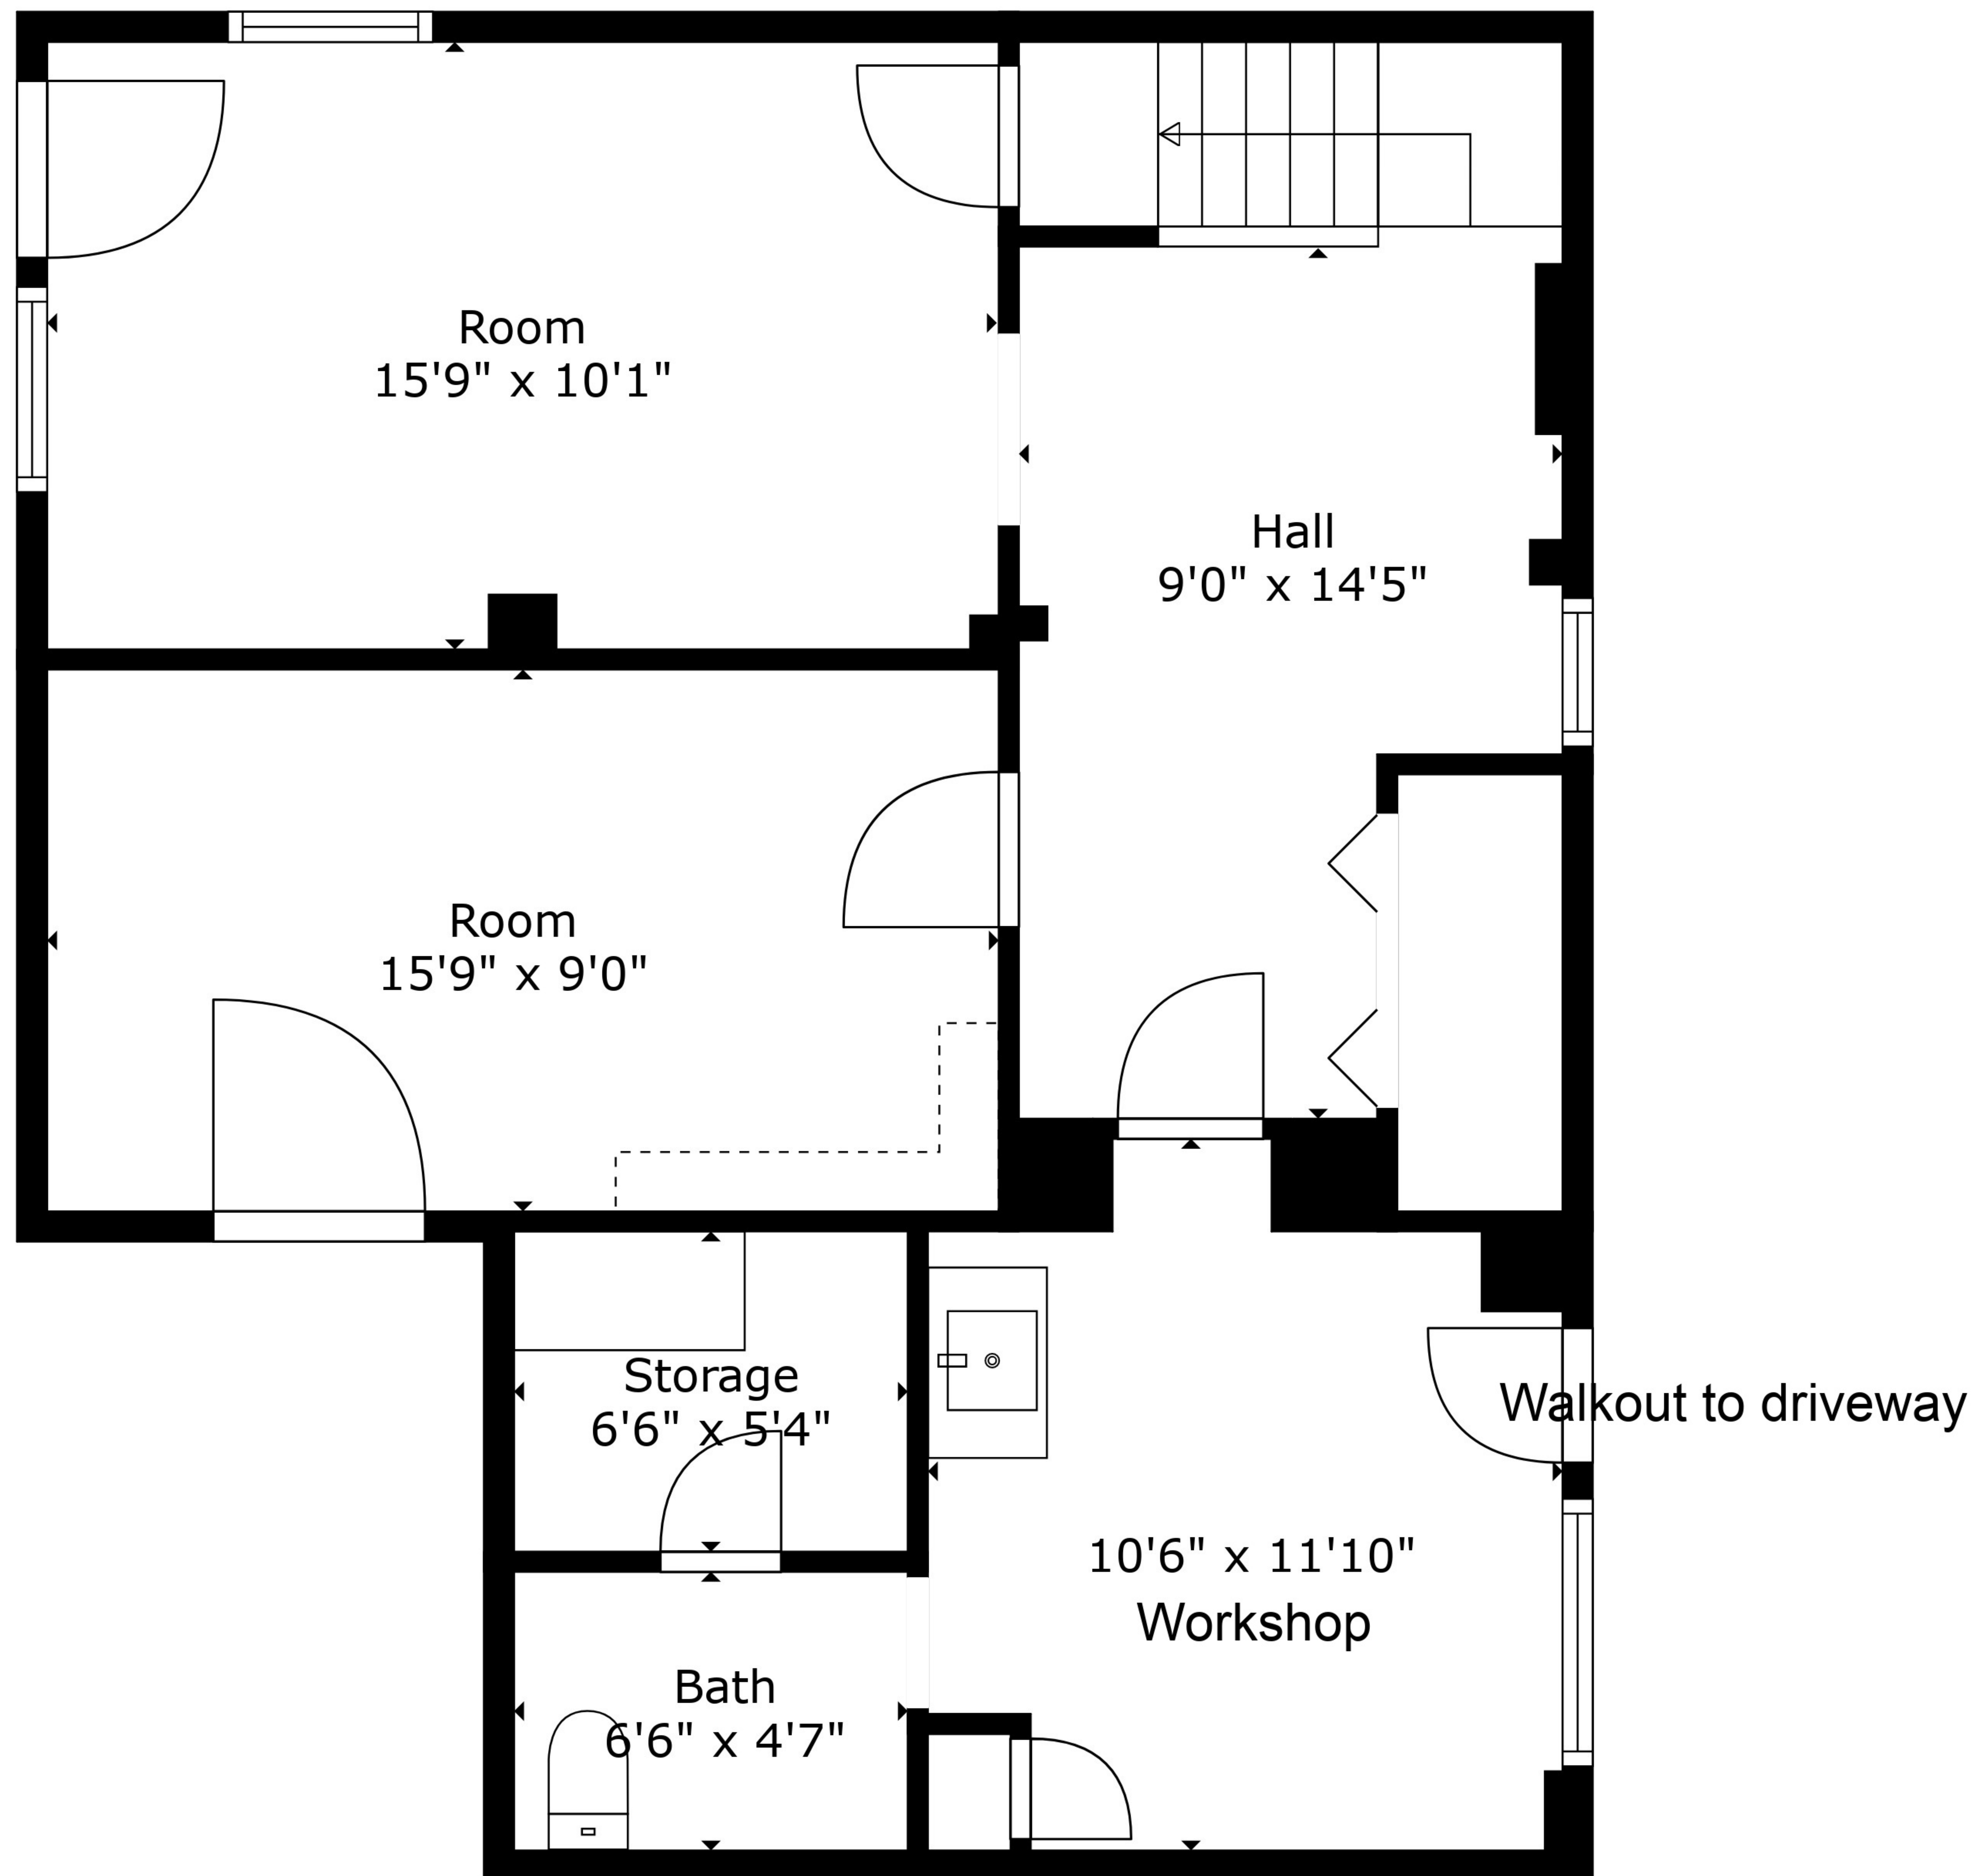 Room
15'9" x 10'1"
Hall
9'0" x 14'5"
Room
15'9" x 9'0"
Storage
6'6" x 5'4"
Walkout to driveway
10'6" x 11'10"
Workshop
Bath
6'6" x 4'7"